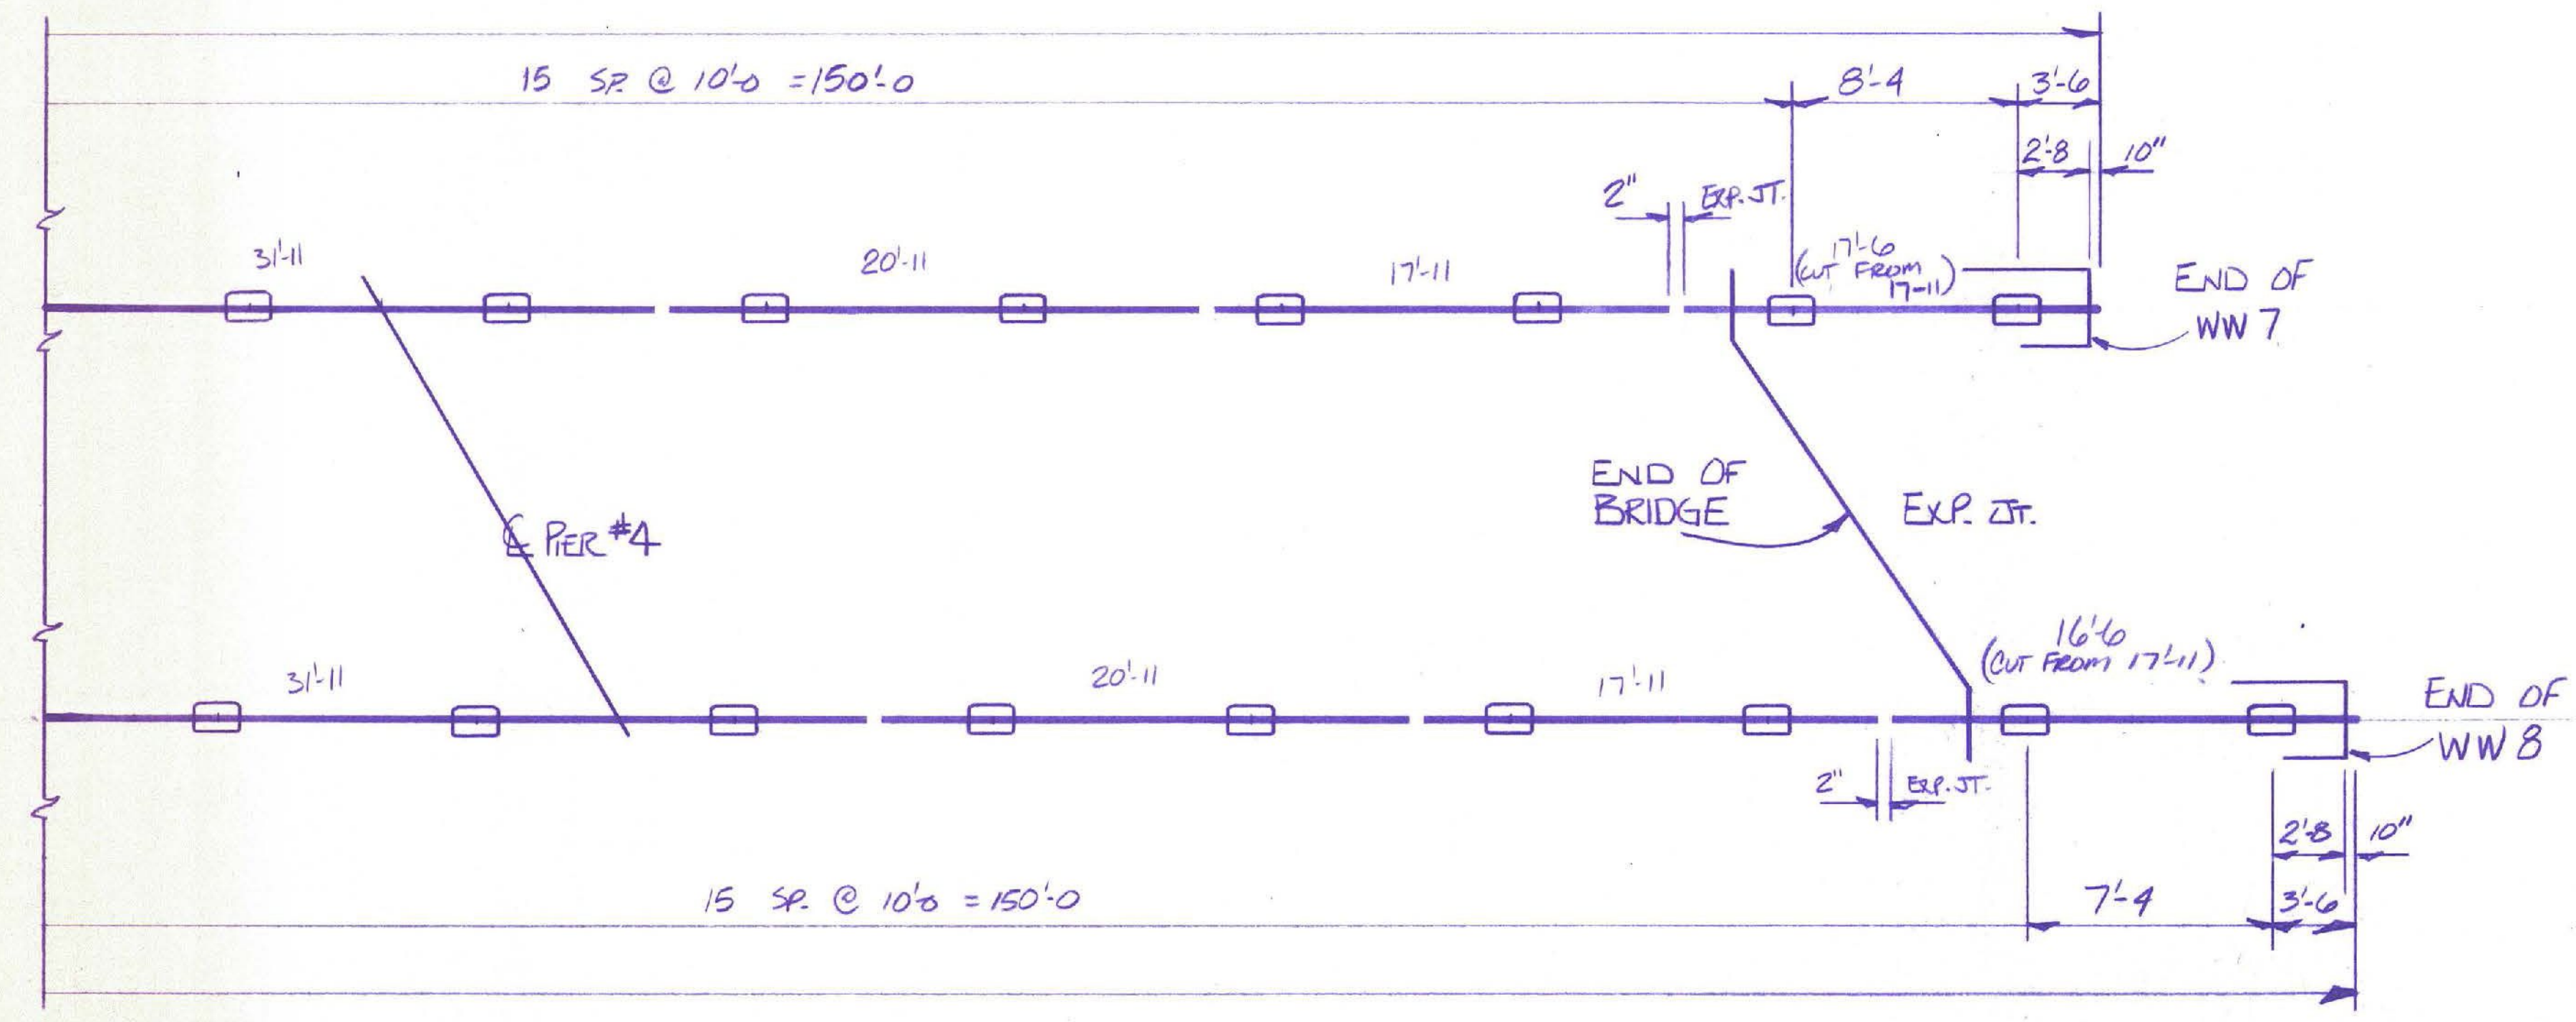 15 SP. @ 10'-0 = 150'-0
8'-4
3'-6
2'-8
10"
2"
EXP. JT.
31'-11
20'-11
17'-11
17'-6
(CUT FROM
17-11)
END OF
WW 7
℄ PIER #4
END OF
BRIDGE
EXP. JT.
31'-11
20'-11
17'-11
16'-6
(CUT FROM 17'-11)
END OF
WW 8
2"
EXP. JT.
2'-8
10"
15 SP. @ 10'-0 = 150'-0
7'-4
3'-6